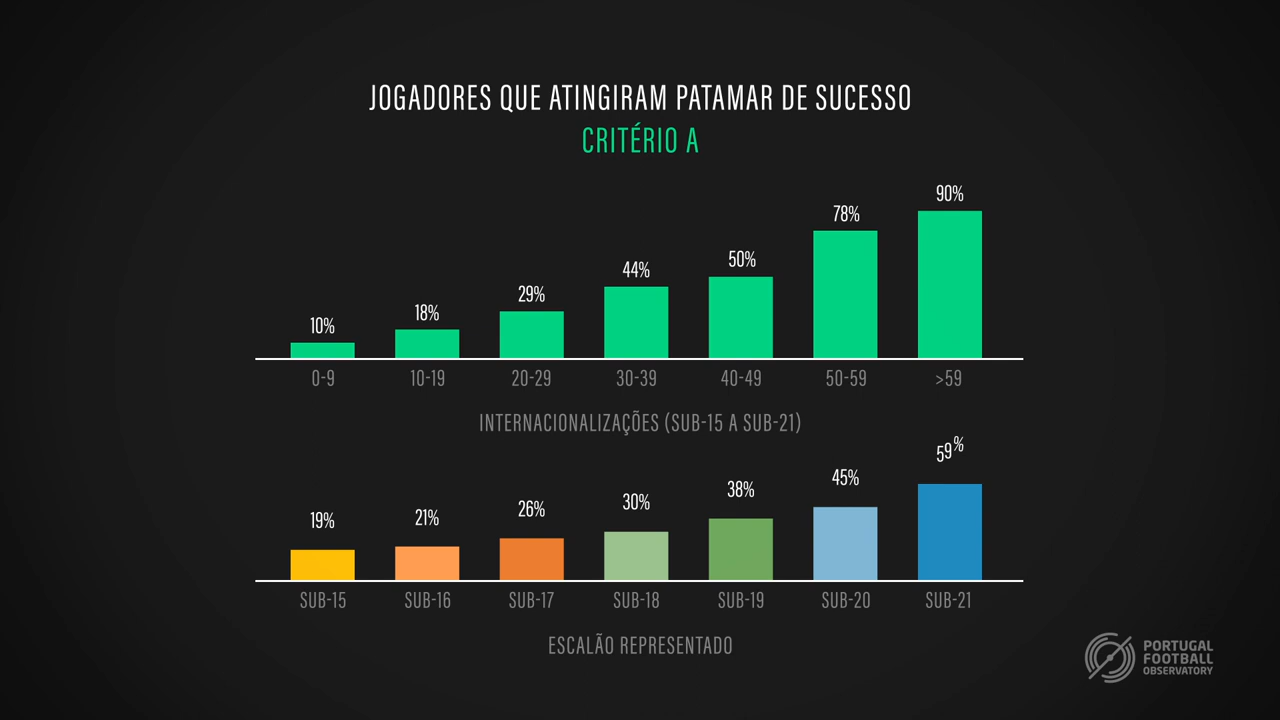 JOGADORES QUE ATINGIRAM PATAMAR DE SUCESSO
CRITÉRIO A
10% 18% 29% 44% 50% 78% 90%
0-9 10-19 20-29 30-39 40-49 50-59 >59
INTERNACIONALIZAÇÕES (SUB-15 A SUB-21)
19% 21% 26% 30% 38% 45% 59%
SUB-15 SUB-16 SUB-17 SUB-18 SUB-19 SUB-20 SUB-21
ESCALÃO REPRESENTADO
PORTUGAL
FOOTBALL
OBSERVATORY